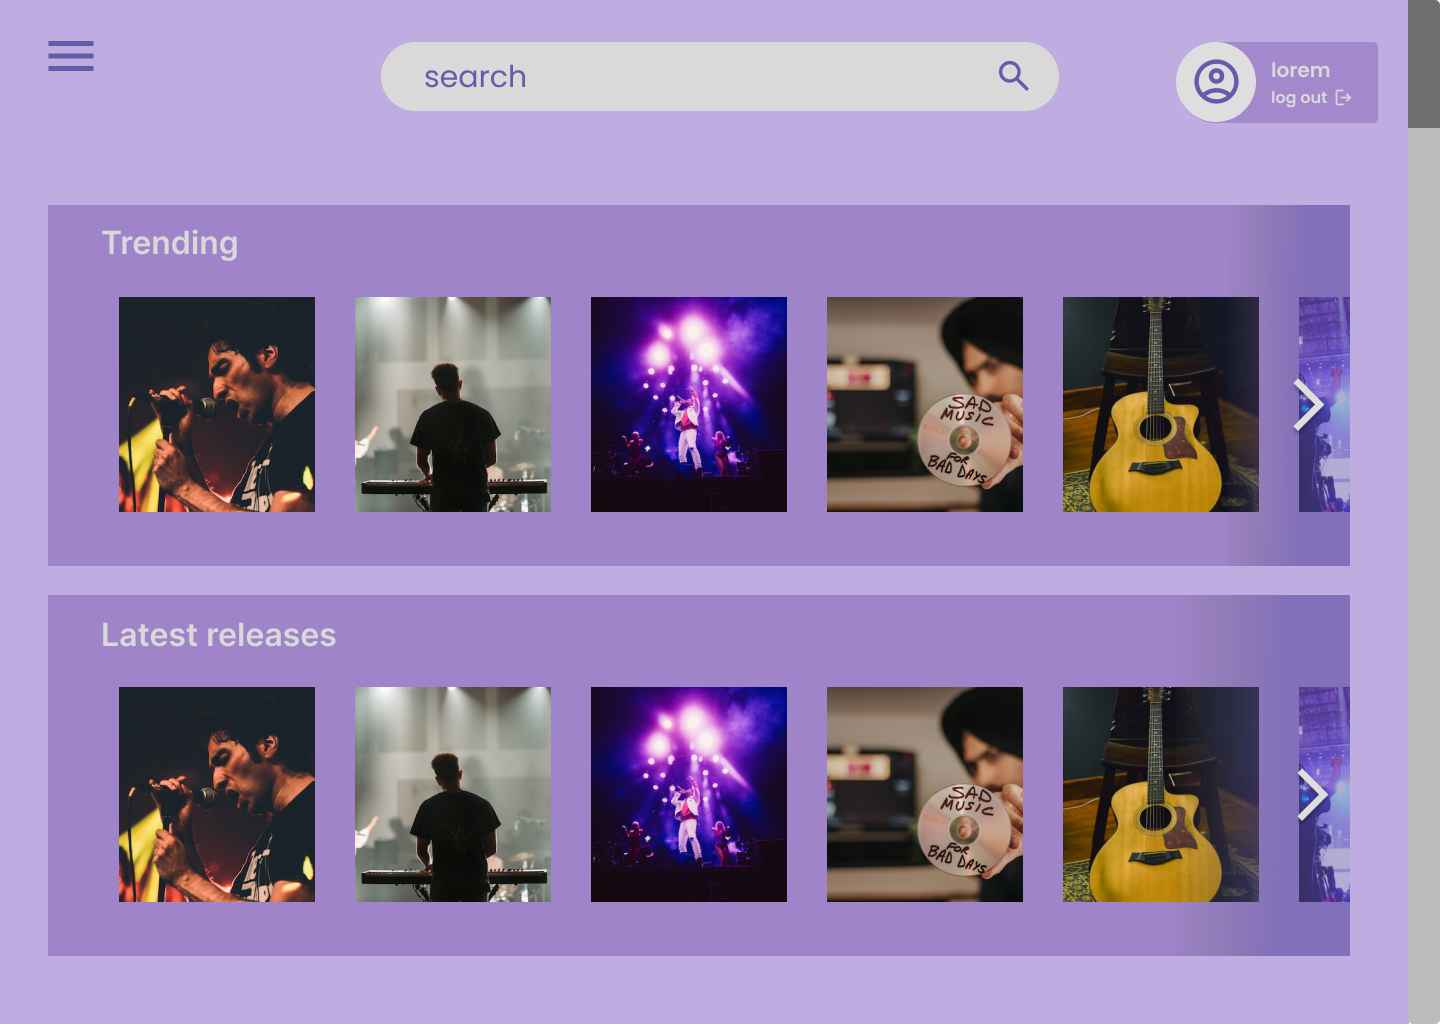 search
lorem
log out
Trending
SAD
MUSIC
FOR
BAD DAYS
Latest releases
SAD
MUSIC
FOR
BAD DAYS